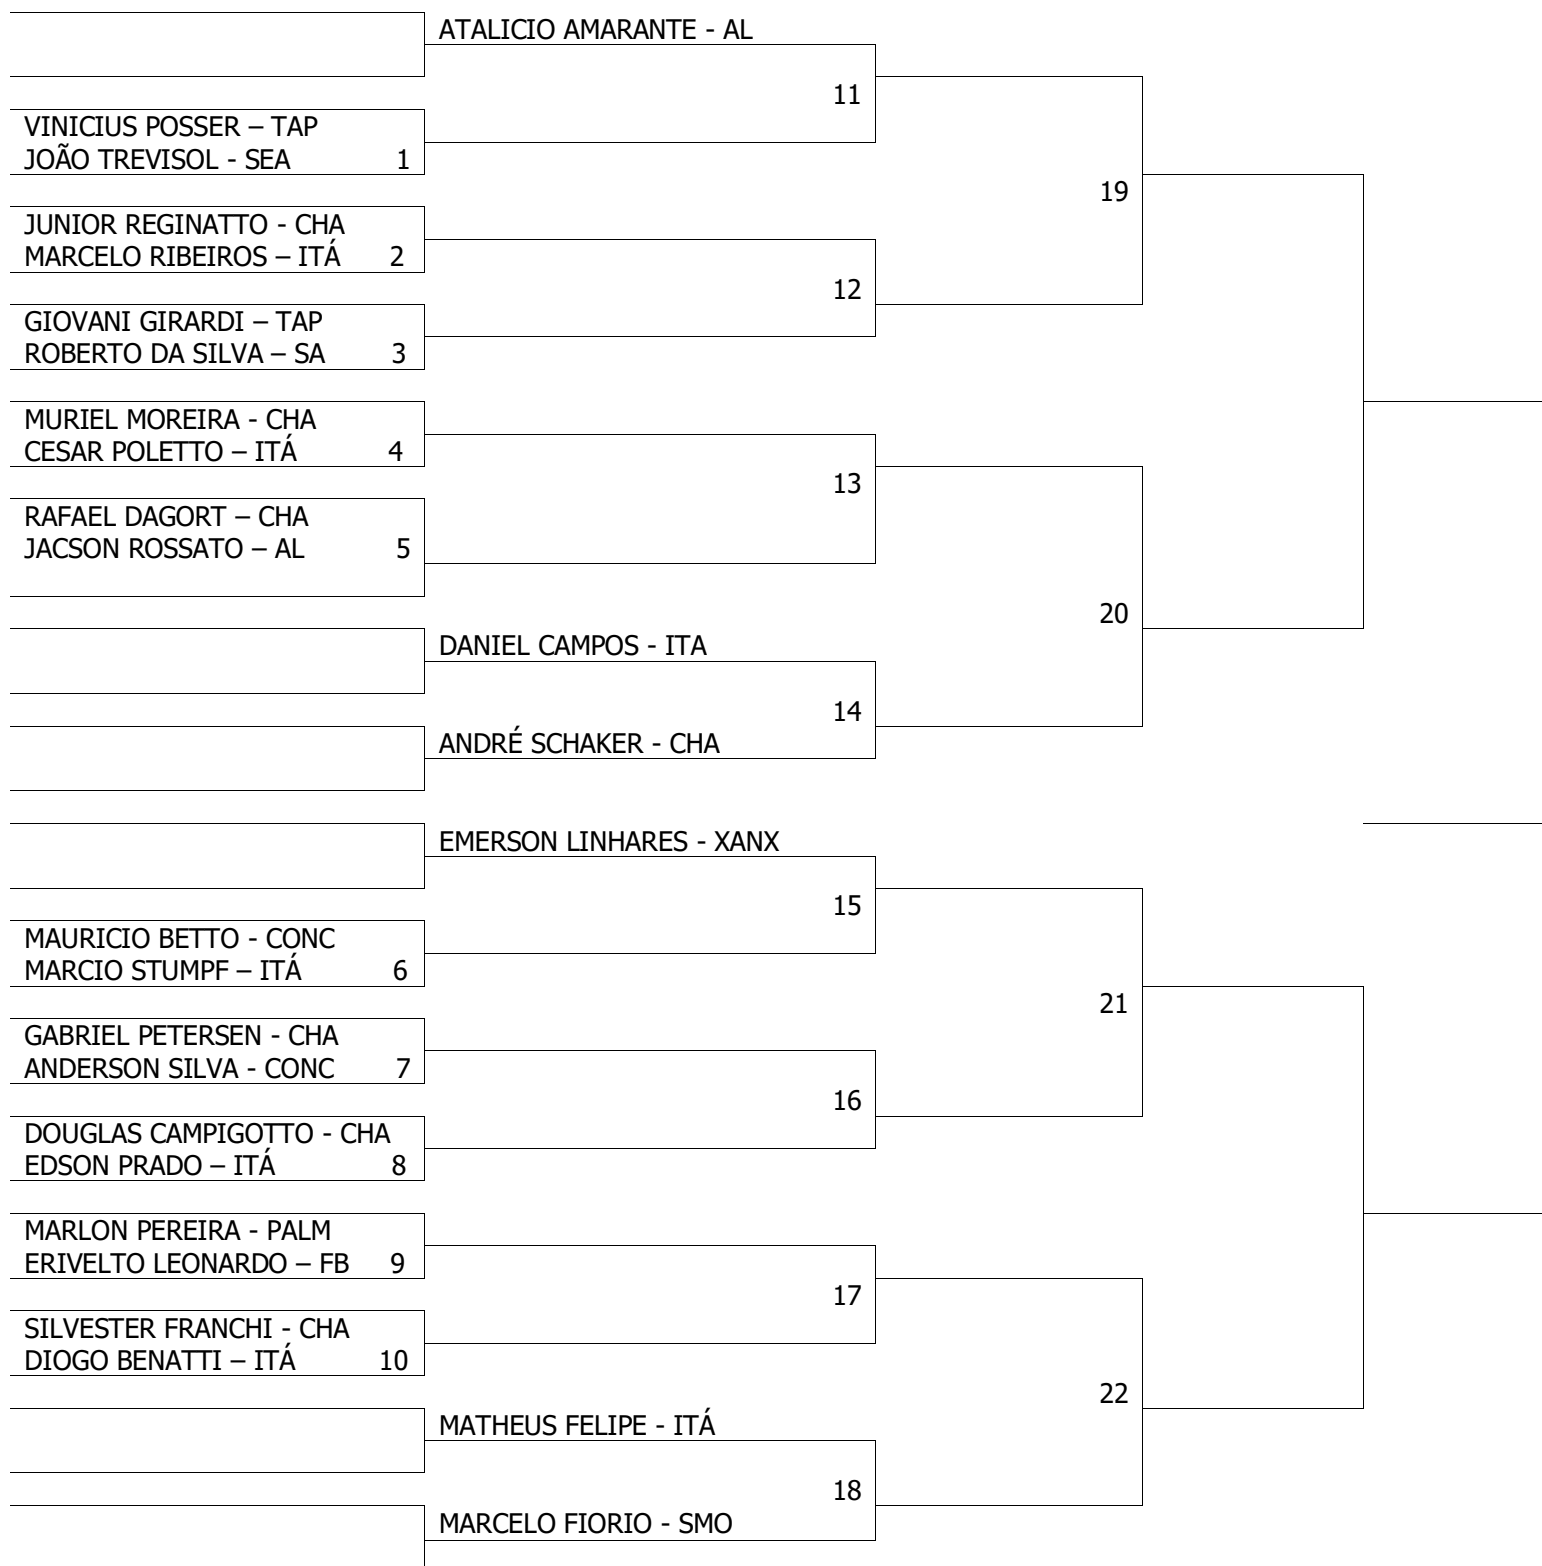 ATALICIO AMARANTE - AL
11
VINICIUS POSSER – TAP
JOÃO TREVISOL - SEA 1
19
JUNIOR REGINATTO - CHA
MARCELO RIBEIROS – ITÁ 2
12
GIOVANI GIRARDI – TAP
ROBERTO DA SILVA – SA 3
MURIEL MOREIRA - CHA
CESAR POLETTO – ITÁ 4
13
RAFAEL DAGORT – CHA
JACSON ROSSATO – AL 5
20
DANIEL CAMPOS - ITA
14
ANDRÉ SCHAKER - CHA
EMERSON LINHARES - XANX
15
MAURICIO BETTO - CONC
MARCIO STUMPF – ITÁ 6
21
GABRIEL PETERSEN - CHA
ANDERSON SILVA - CONC 7
16
DOUGLAS CAMPIGOTTO - CHA
EDSON PRADO – ITÁ 8
MARLON PEREIRA - PALM
ERIVELTO LEONARDO – FB 9
17
SILVESTER FRANCHI - CHA
DIOGO BENATTI – ITÁ 10
22
MATHEUS FELIPE - ITÁ
18
MARCELO FIORIO - SMO